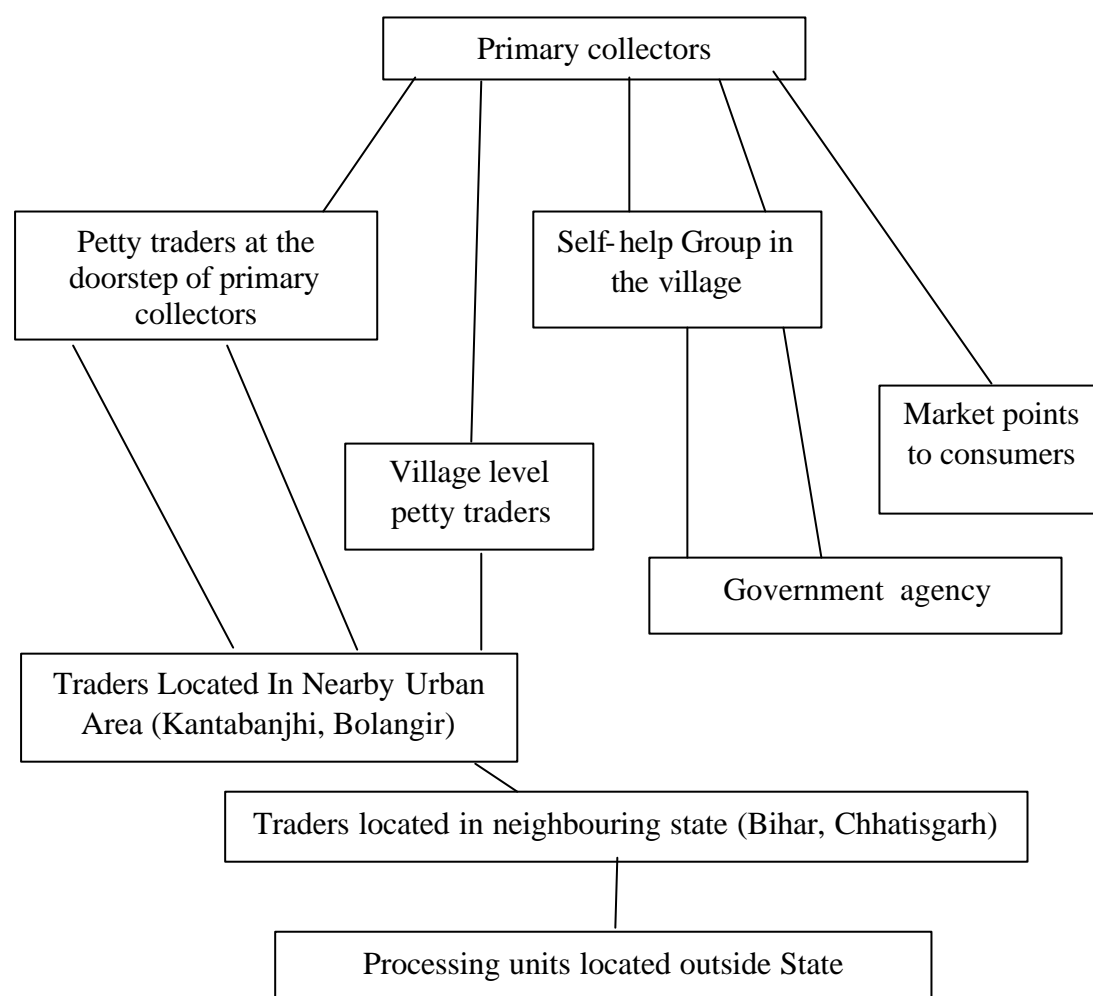 Primary collectors
Petty traders at the
doorstep of primary
collectors
Self-help Group in
the village
Market points
to consumers
Village level
petty traders
Government agency
Traders Located In Nearby Urban
Area (Kantabanjhi, Bolangir)
Traders located in neighbouring state (Bihar, Chhatisgarh)
Processing units located outside State